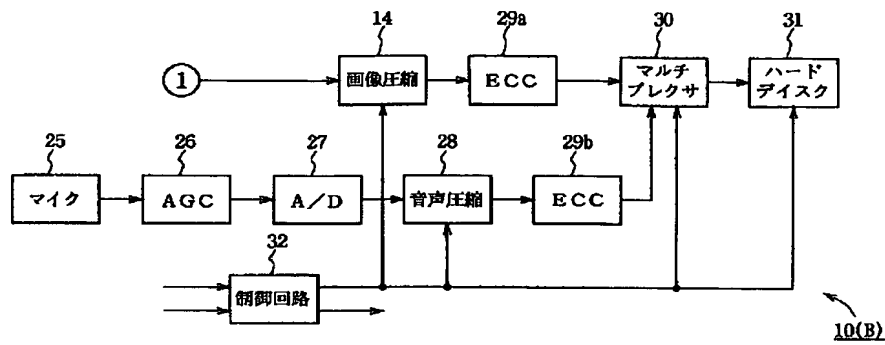 14
29a
30
31
1
画像圧縮
ECC
マルチ
プレクサ
ハード
ディスク
25
26
27
28
29b
マイク
AGC
A/D
音声圧縮
ECC
32
制御回路
10(B)